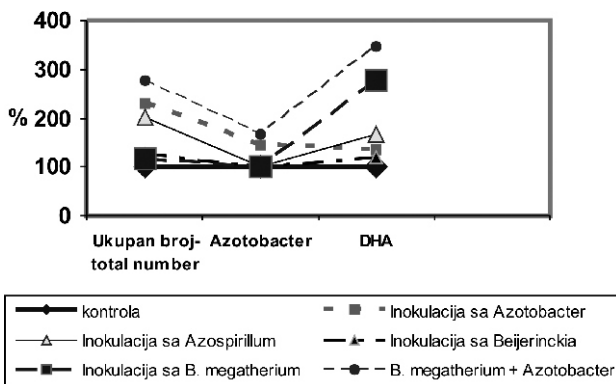 400
300
% 200
100
0
Ukupan broj- Azotobacter DHA
total number
kontrola Inokulacija sa Azotobacter
Inokulacija sa Azospirillum Inokulacija sa Beijerinckia
Inokulacija sa B. megatherium B. megatherium + Azotobacter